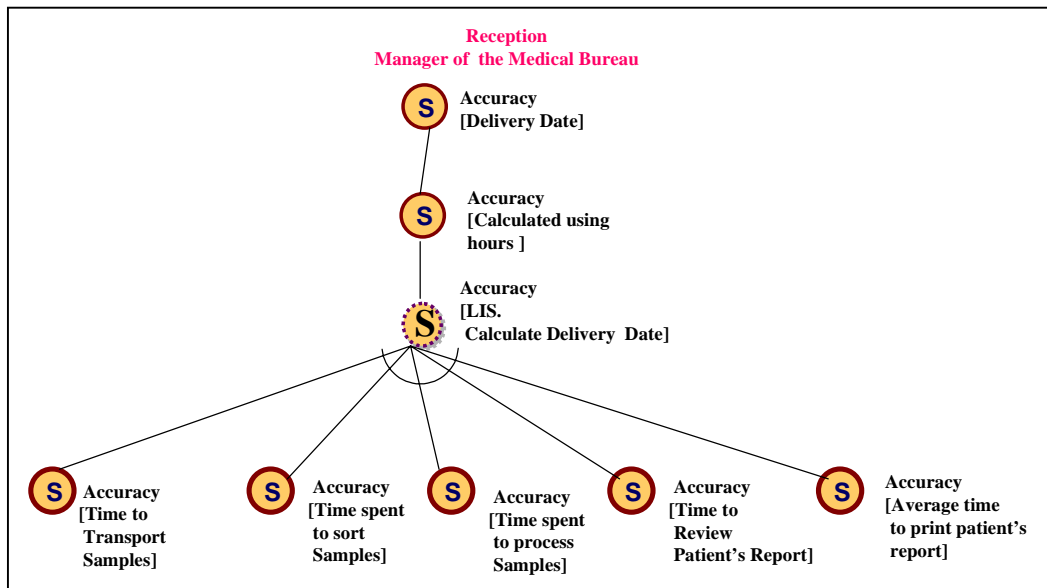 Reception
Manager of the Medical Bureau
S
Accuracy
[Delivery Date]
S
Accuracy
[Calculated using
hours ]
S
Accuracy
[LIS.
Calculate Delivery Date]
S
Accuracy
[Time to
Transport
Samples]
S
Accuracy
[Time spent
to sort
Samples]
S
Accuracy
[Time spent
to process
Samples]
S
Accuracy
[Time to
Review
Patient’s Report]
S
Accuracy
[Average time
to print patient’s
report]